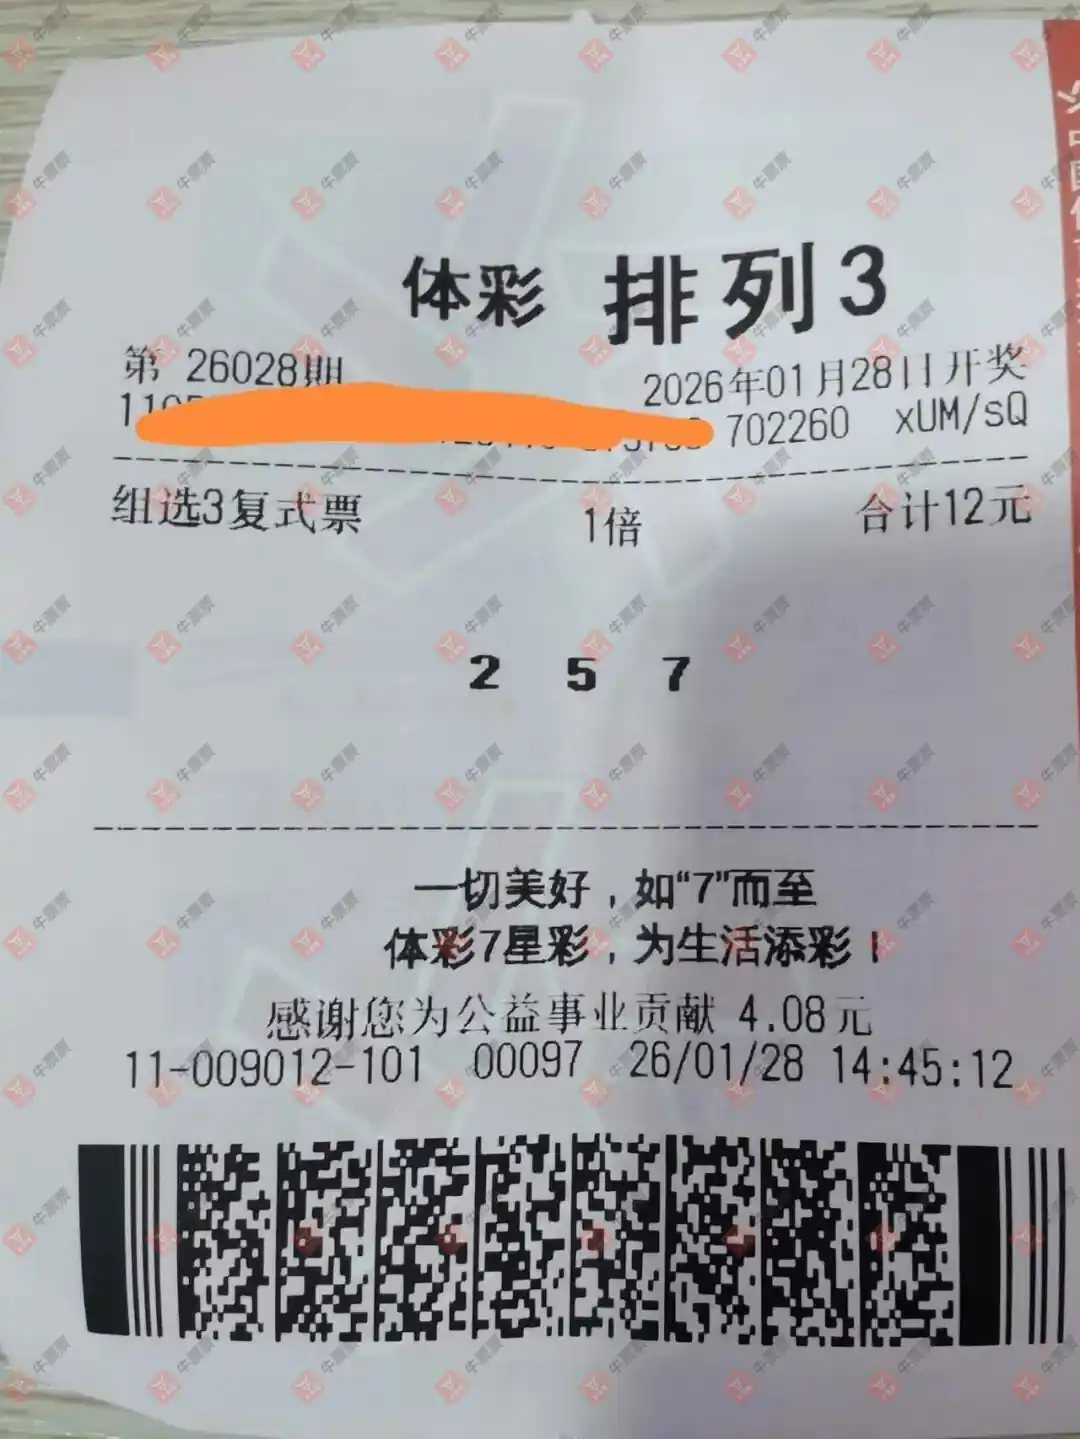 体彩 排列3
第 26028期 2026年01月28日开奖
702260 xUM/sQ
组选3复式票 1倍 合计12元
2 5 7
一切美好，如“7”而至
体彩7星彩，为生活添彩！
感谢您为公益事业贡献 4.08元
11-009012-101 00097 26/01/28 14:45:12
牛票票